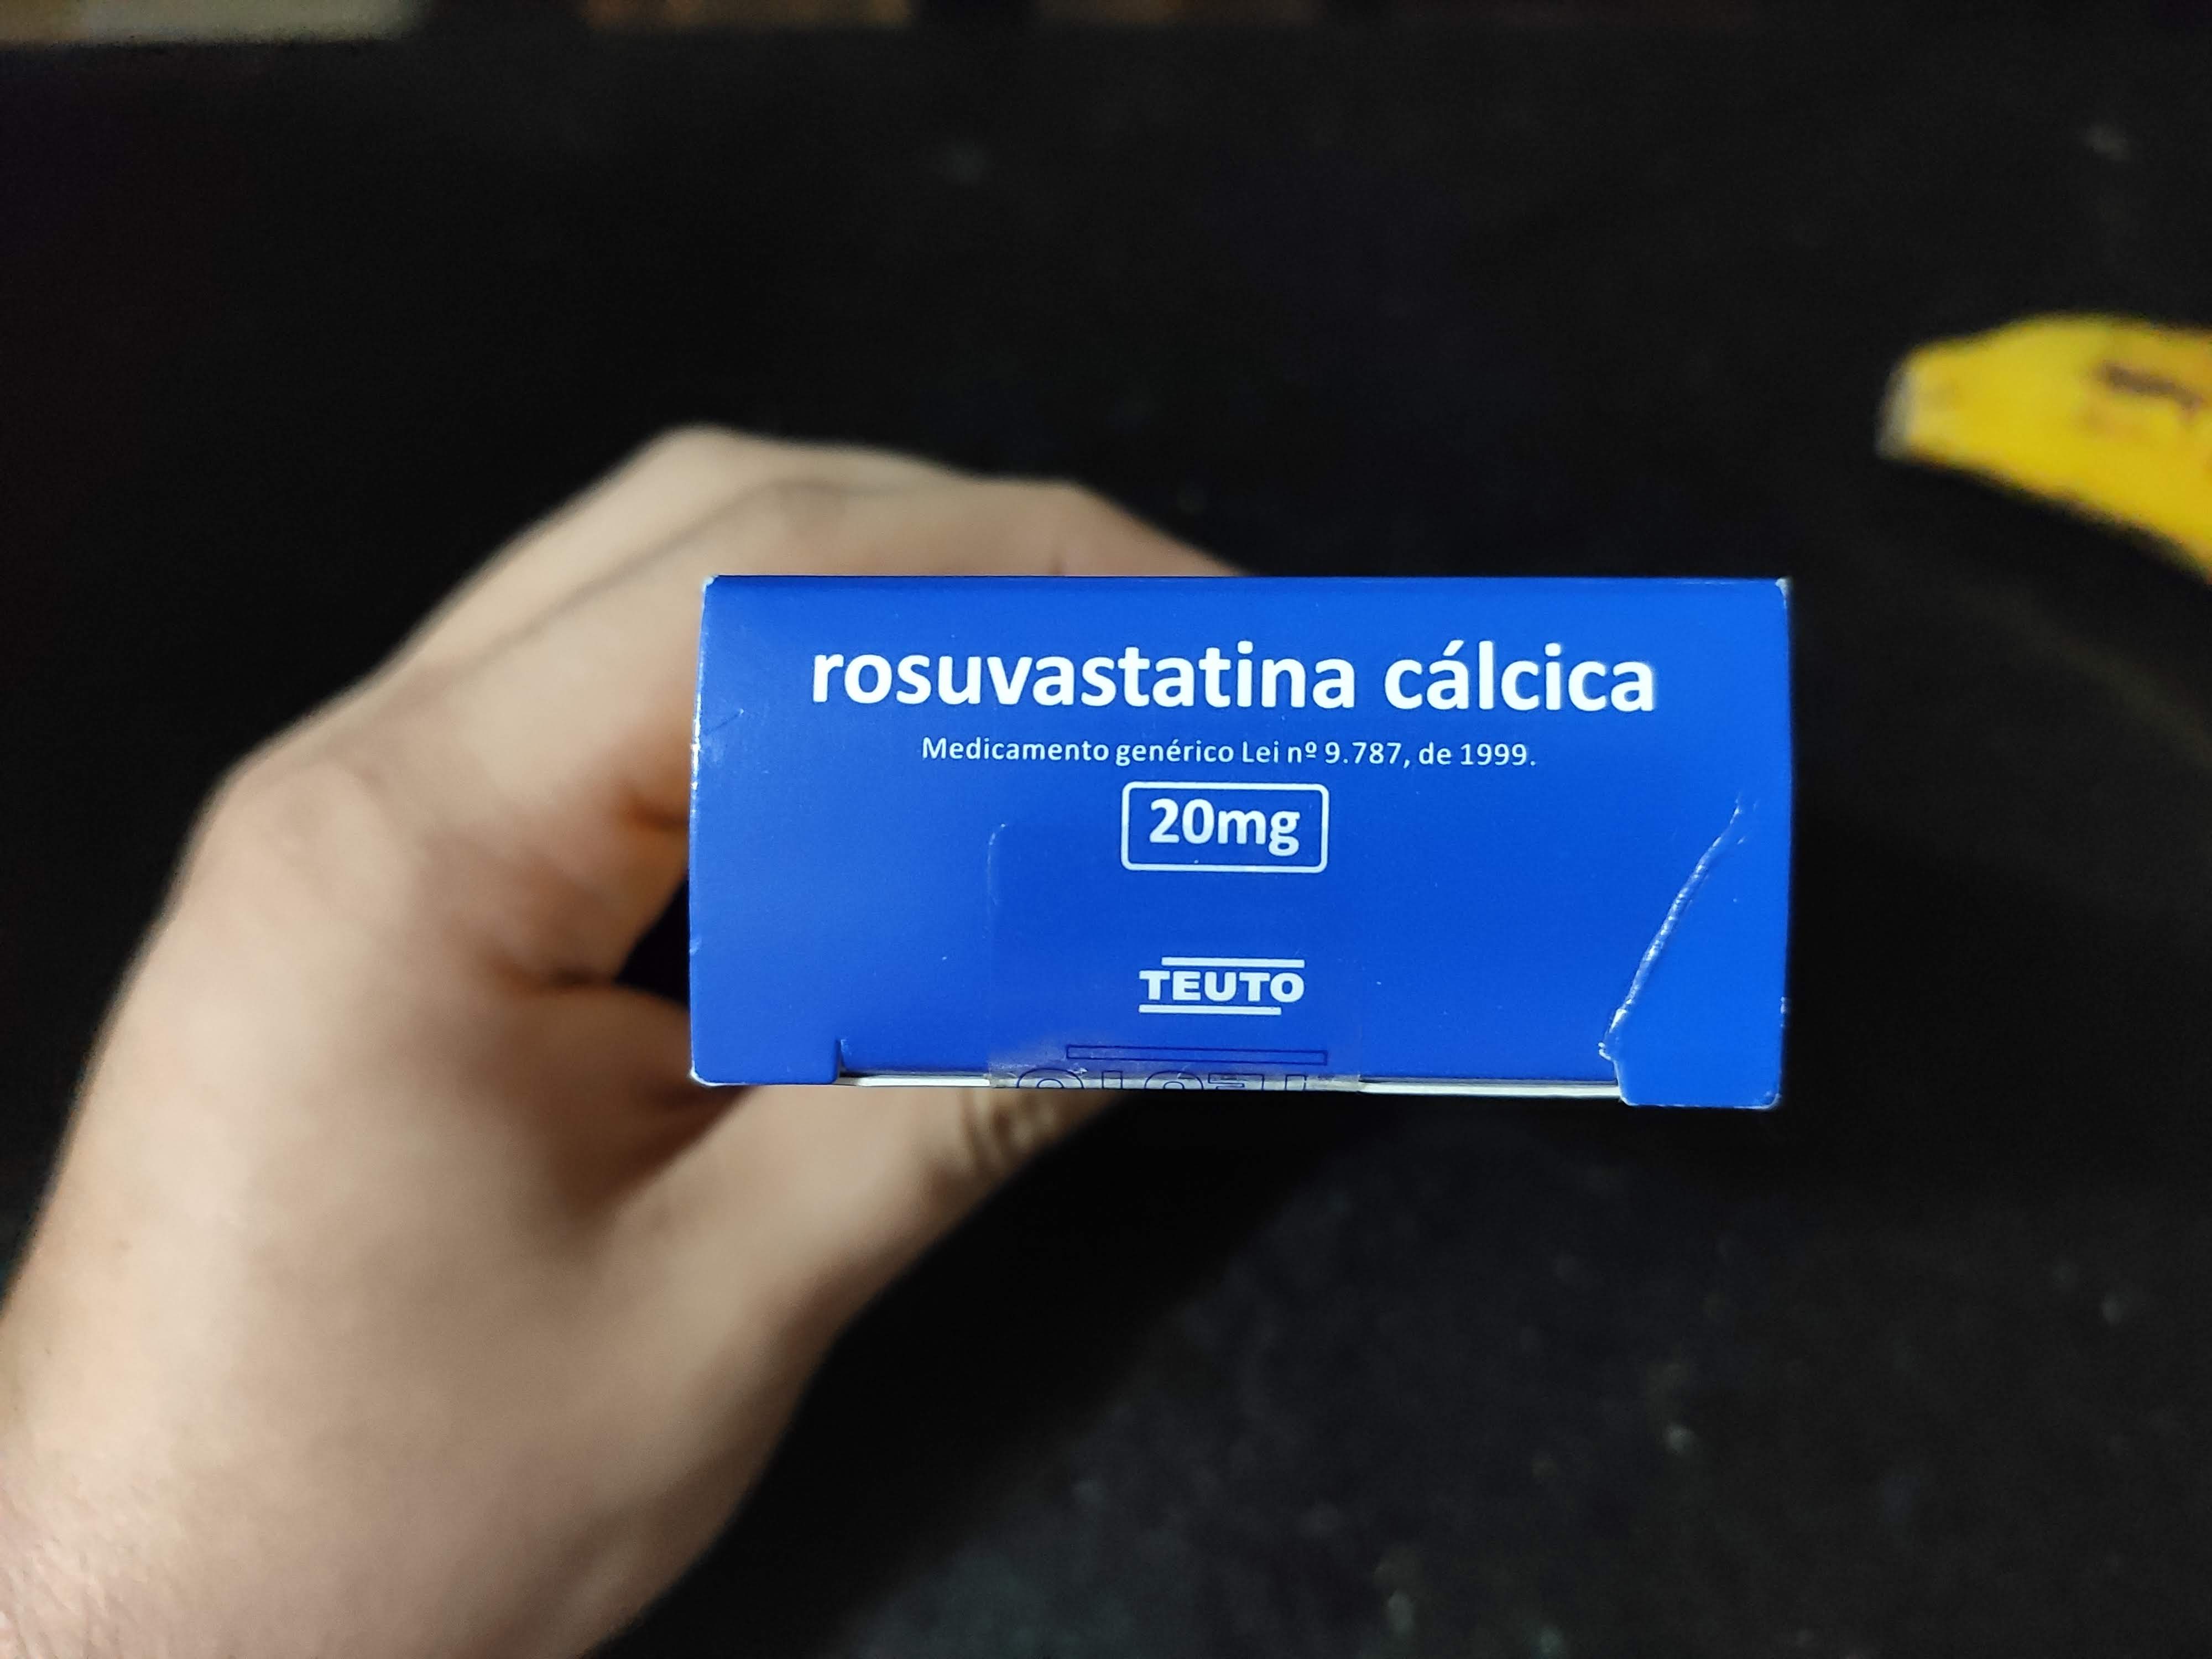 rosuvastatina cálcica
Medicamento genérico Lei nº 9.787, de 1999.
20mg
TEUTO